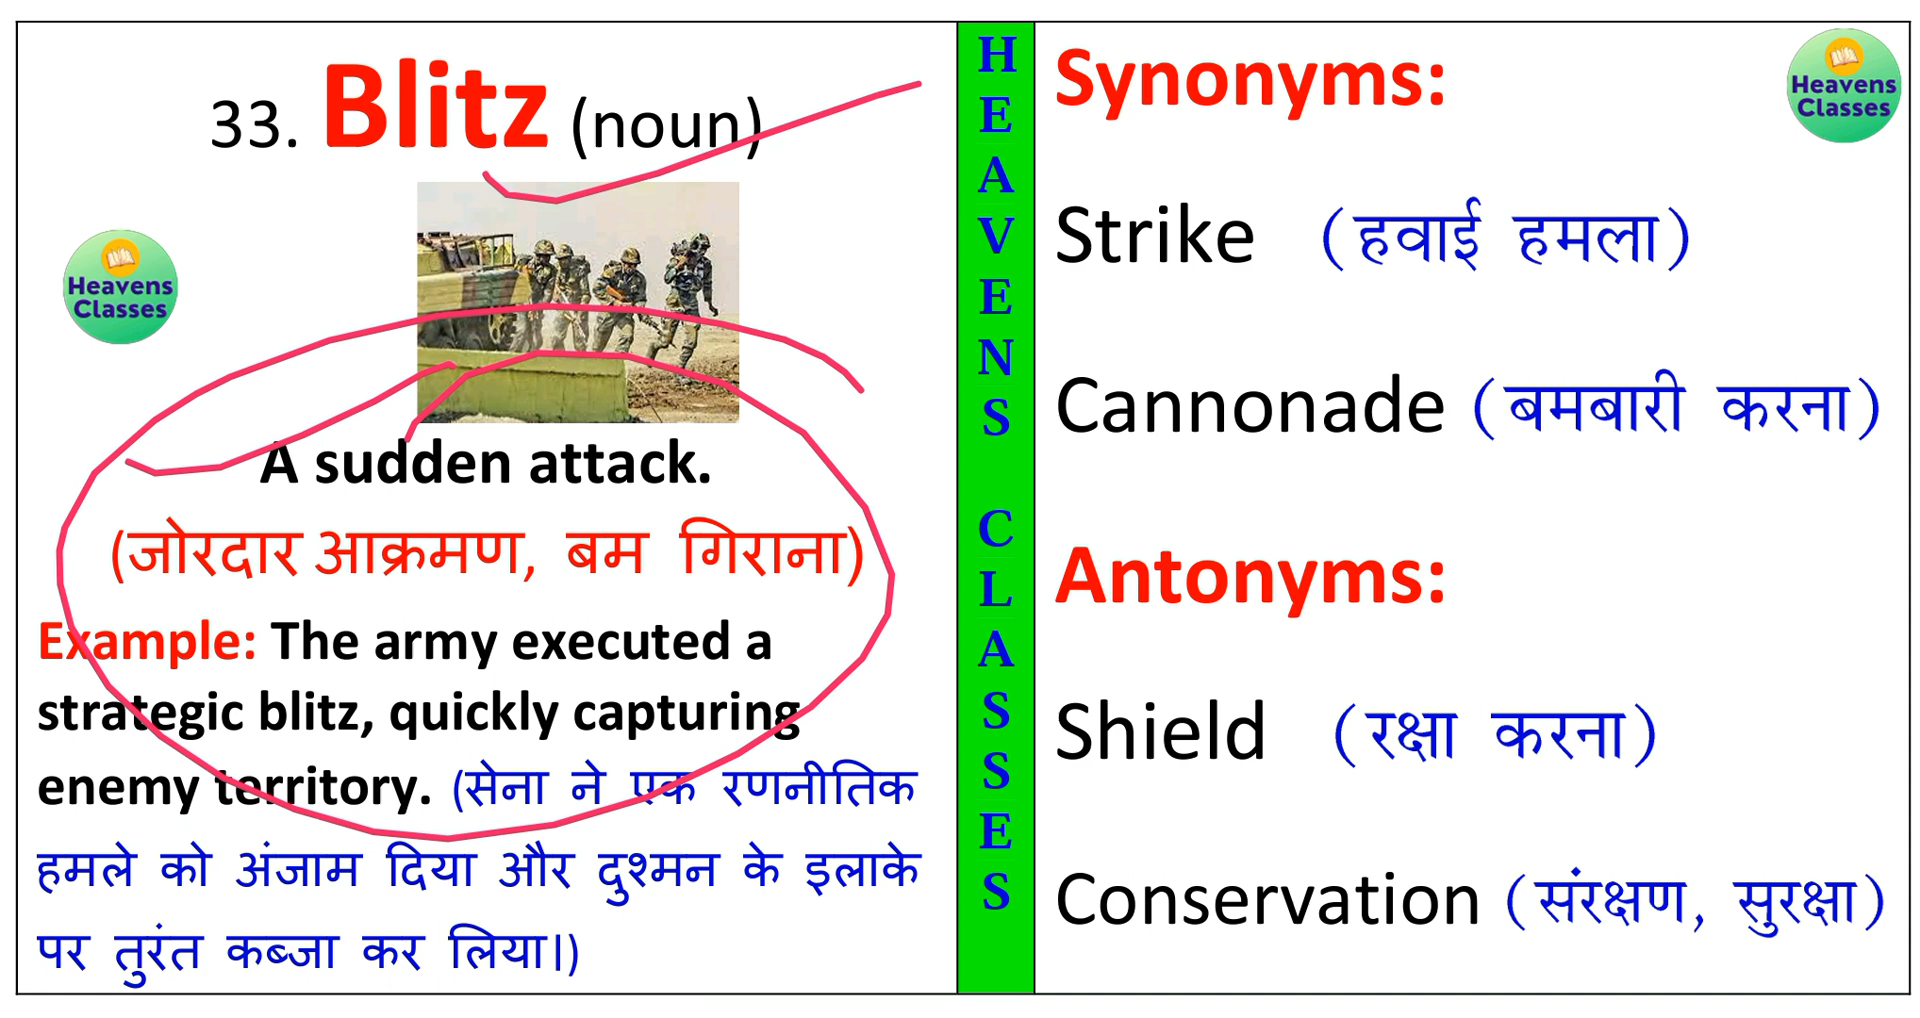 33. Blitz (noun)
Heavens
Classes
A sudden attack.
(जोरदार आक्रमण, बम गिराना)
Example: The army executed a
strategic blitz, quickly capturing
enemy territory. (सेना ने एक रणनीतिक
हमले को अंजाम दिया और दुश्मन के इलाके
पर तुरंत कब्जा कर लिया।)
HEAVENS CLASSES
Synonyms:
Heavens
Classes
Strike (हवाई हमला)
Cannonade (बमबारी करना)
Antonyms:
Shield (रक्षा करना)
Conservation (संरक्षण, सुरक्षा)